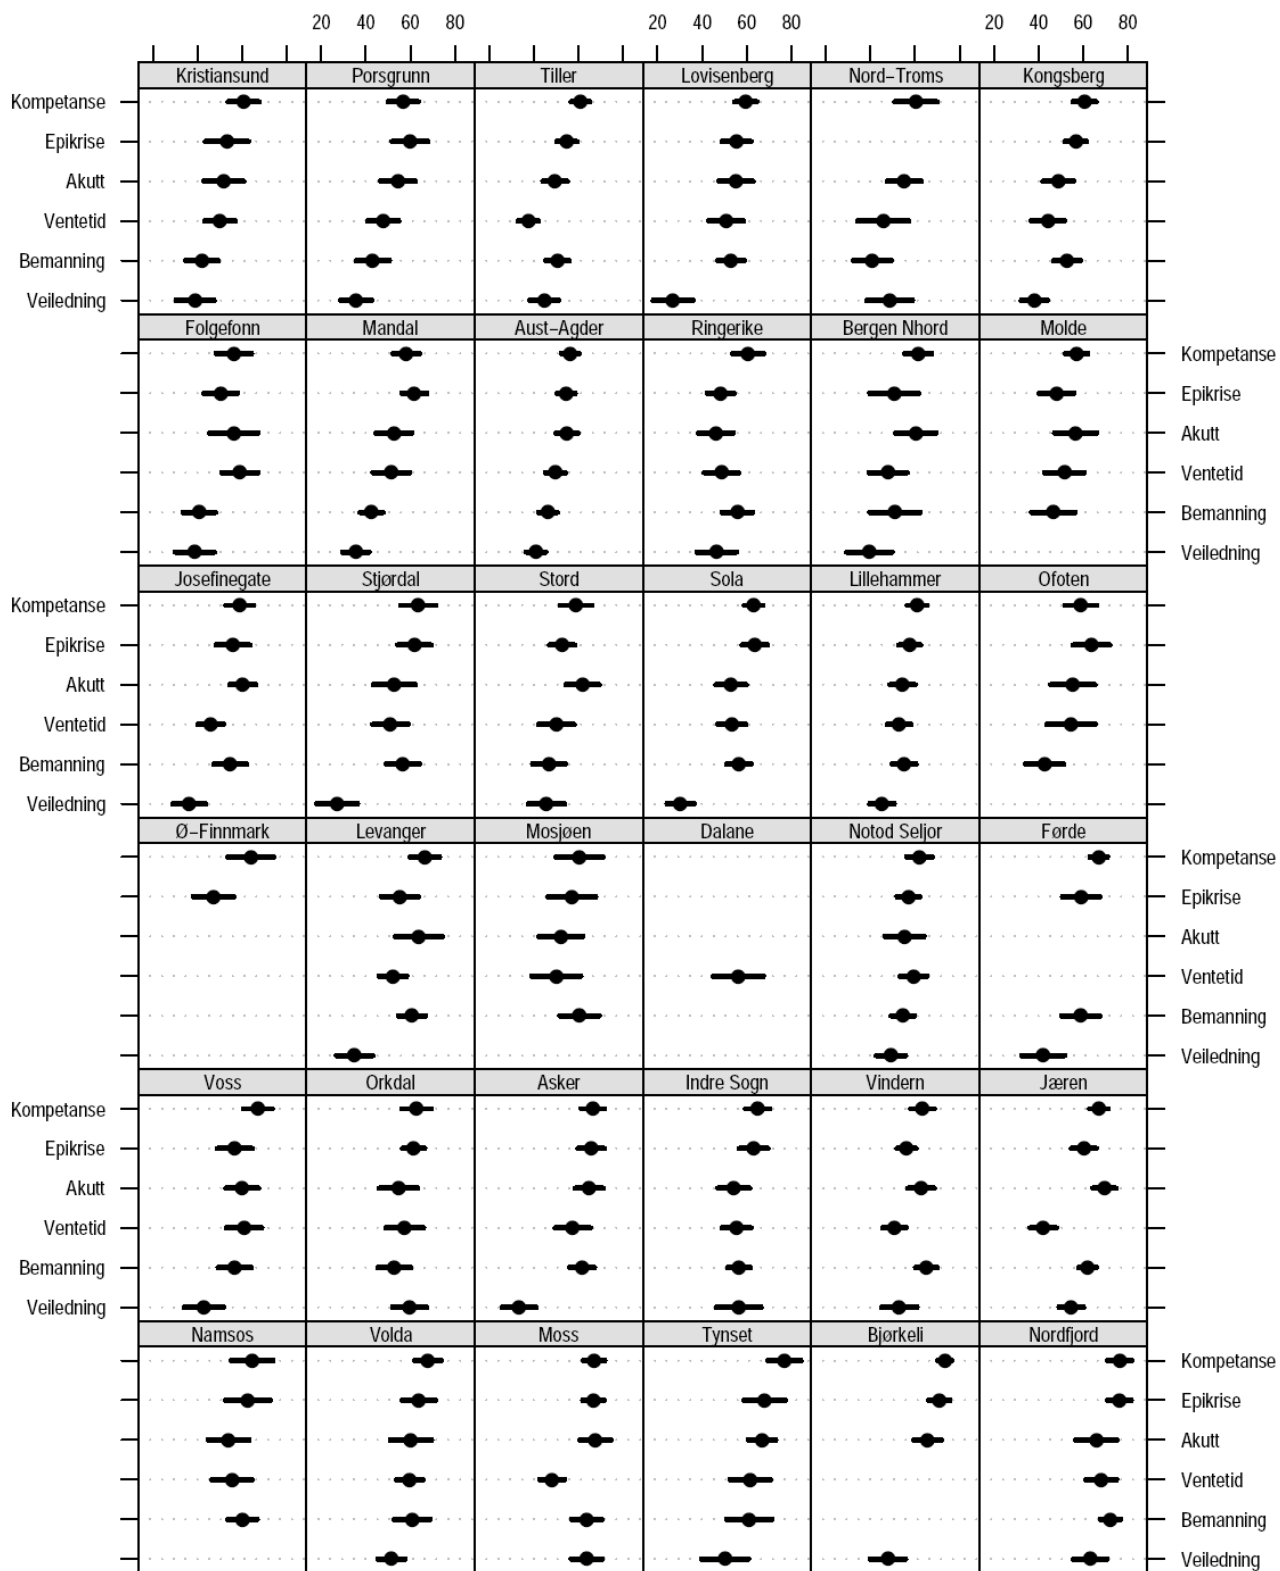 20 40 60 80 20 40 60 80 20 40 60 80
Kristiansund Porsgrunn Tiller Lovisenberg Nord–Troms Kongsberg
Kompetanse
Epikrise
Akutt
Ventetid
Bemanning
Veiledning
Folgefonn Mandal Aust–Agder Ringerike Bergen Nhord Molde
Kompetanse
Epikrise
Akutt
Ventetid
Bemanning
Veiledning
Josefinegate Stjørdal Stord Sola Lillehammer Ofoten
Kompetanse
Epikrise
Akutt
Ventetid
Bemanning
Veiledning
Ø–Finnmark Levanger Mosjøen Dalane Notod Seljor Førde
Kompetanse
Epikrise
Akutt
Ventetid
Bemanning
Veiledning
Voss Orkdal Asker Indre Sogn Vindern Jæren
Kompetanse
Epikrise
Akutt
Ventetid
Bemanning
Veiledning
Namsos Volda Moss Tynset Bjørkeli Nordfjord
Kompetanse
Epikrise
Akutt
Ventetid
Bemanning
Veiledning